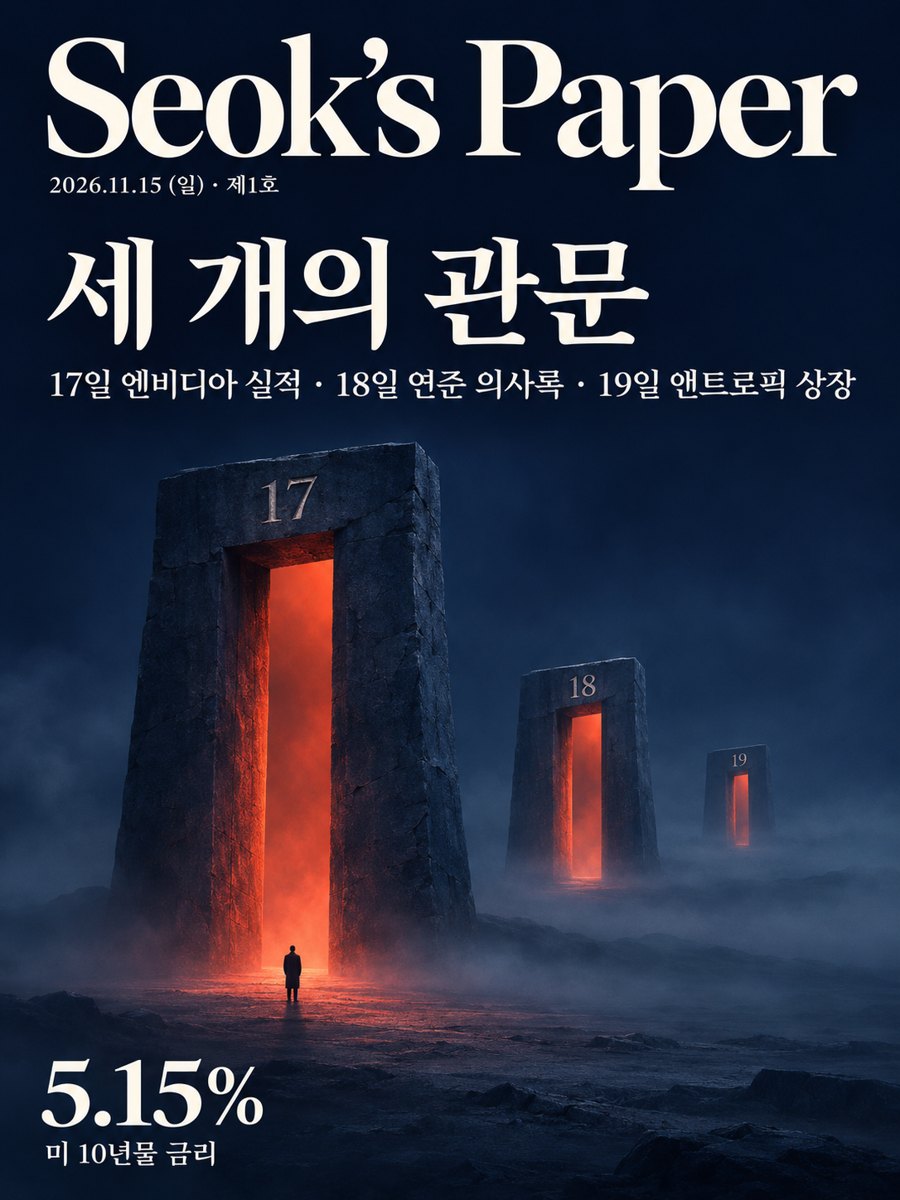 Seok's Paper
2026.11.15 (일) · 제1호
세 개의 관문
17일 엔비디아 실적 · 18일 연준 의사록 · 19일 앤트로픽 상장
17
18
19
5.15%
미 10년물 금리